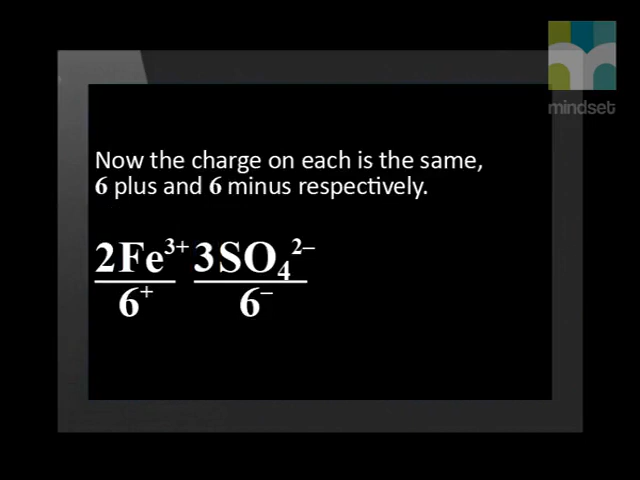 mindset
Now the charge on each is the same,
6 plus and 6 minus respectively.
2Fe³⁺ 3SO₄²⁻
6⁺ 6⁻